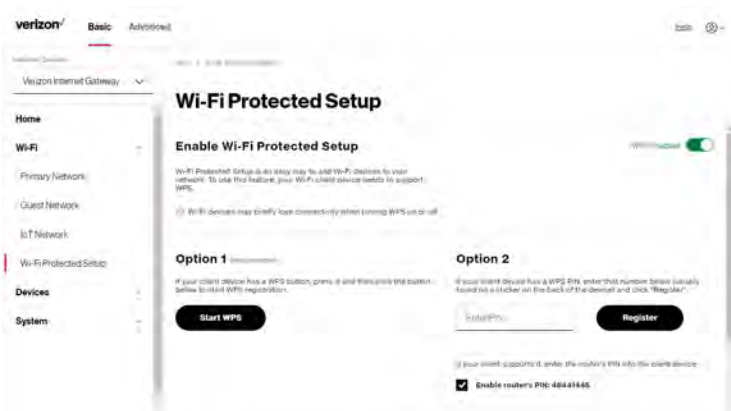 verizon✓ Basic Advanced
Verizon Internet Gateway
Wi-Fi Protected Setup
Home
Wi-Fi
Enable Wi-Fi Protected Setup
Primary Network
Wi-Fi Protected Setup is an easy way to add Wi-Fi devices to your
network. To use this feature, your Wi-Fi client device needs to support
WPS.
Guest Network
Wi-Fi devices may briefly lose connectivity when turning WPS on or off
IoT Network
Wi-Fi Protected Setup
Option 1
Option 2
If your client device has a WPS button, press it and then click the button
below to start WPS registration.
If your client device has a WPS PIN, enter that number below (usually
found on a sticker on the back of the device) and click "Register".
Devices
System
Start WPS
Enter PIN
Register
If your client supports it, enter the router's PIN into the client device
Enable router's PIN: 48441646